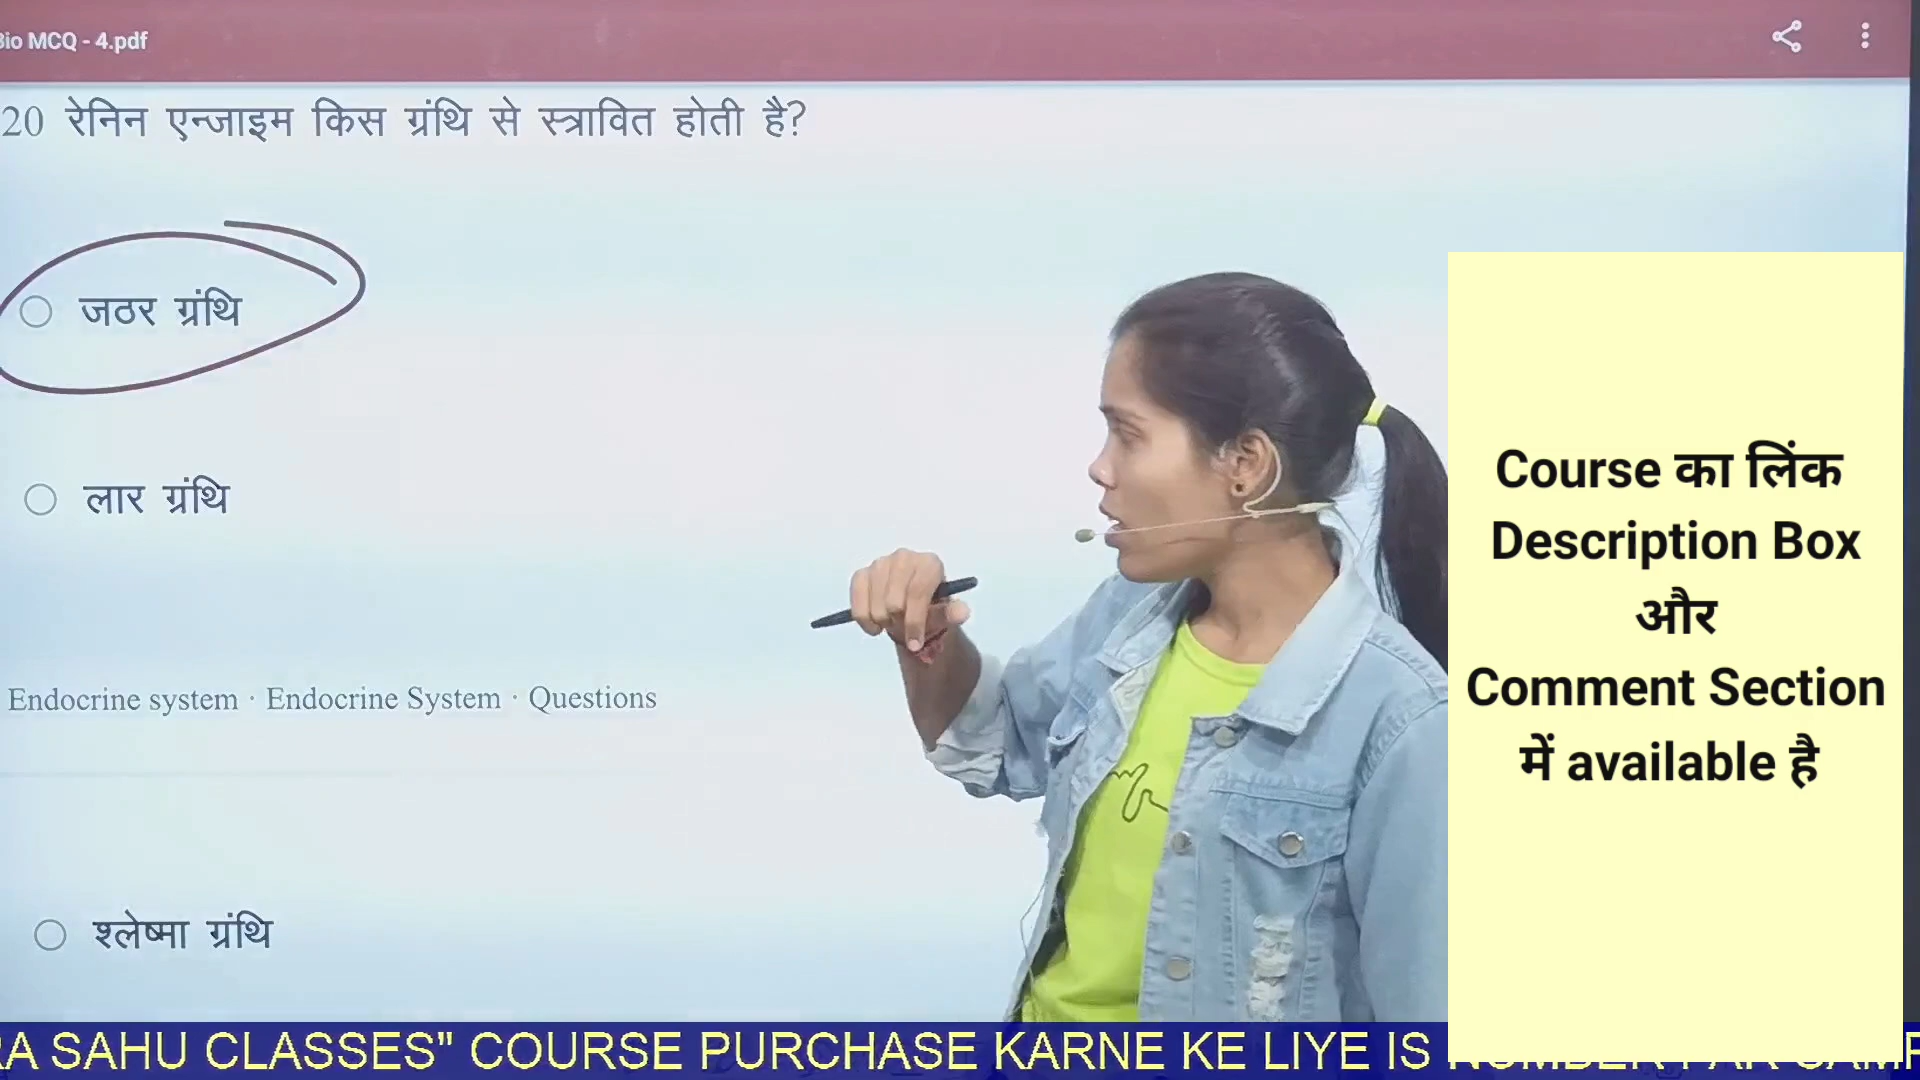 Bio MCQ - 4.pdf
20 रेनिन एन्जाइम किस ग्रंथि से स्त्रावित होती है?
जठर ग्रंथि
लार ग्रंथि
Endocrine system · Endocrine System · Questions
श्लेष्मा ग्रंथि
Course का लिंक
Description Box
और
Comment Section
में available है
RA SAHU CLASSES" COURSE PURCHASE KARNE KE LIYE IS